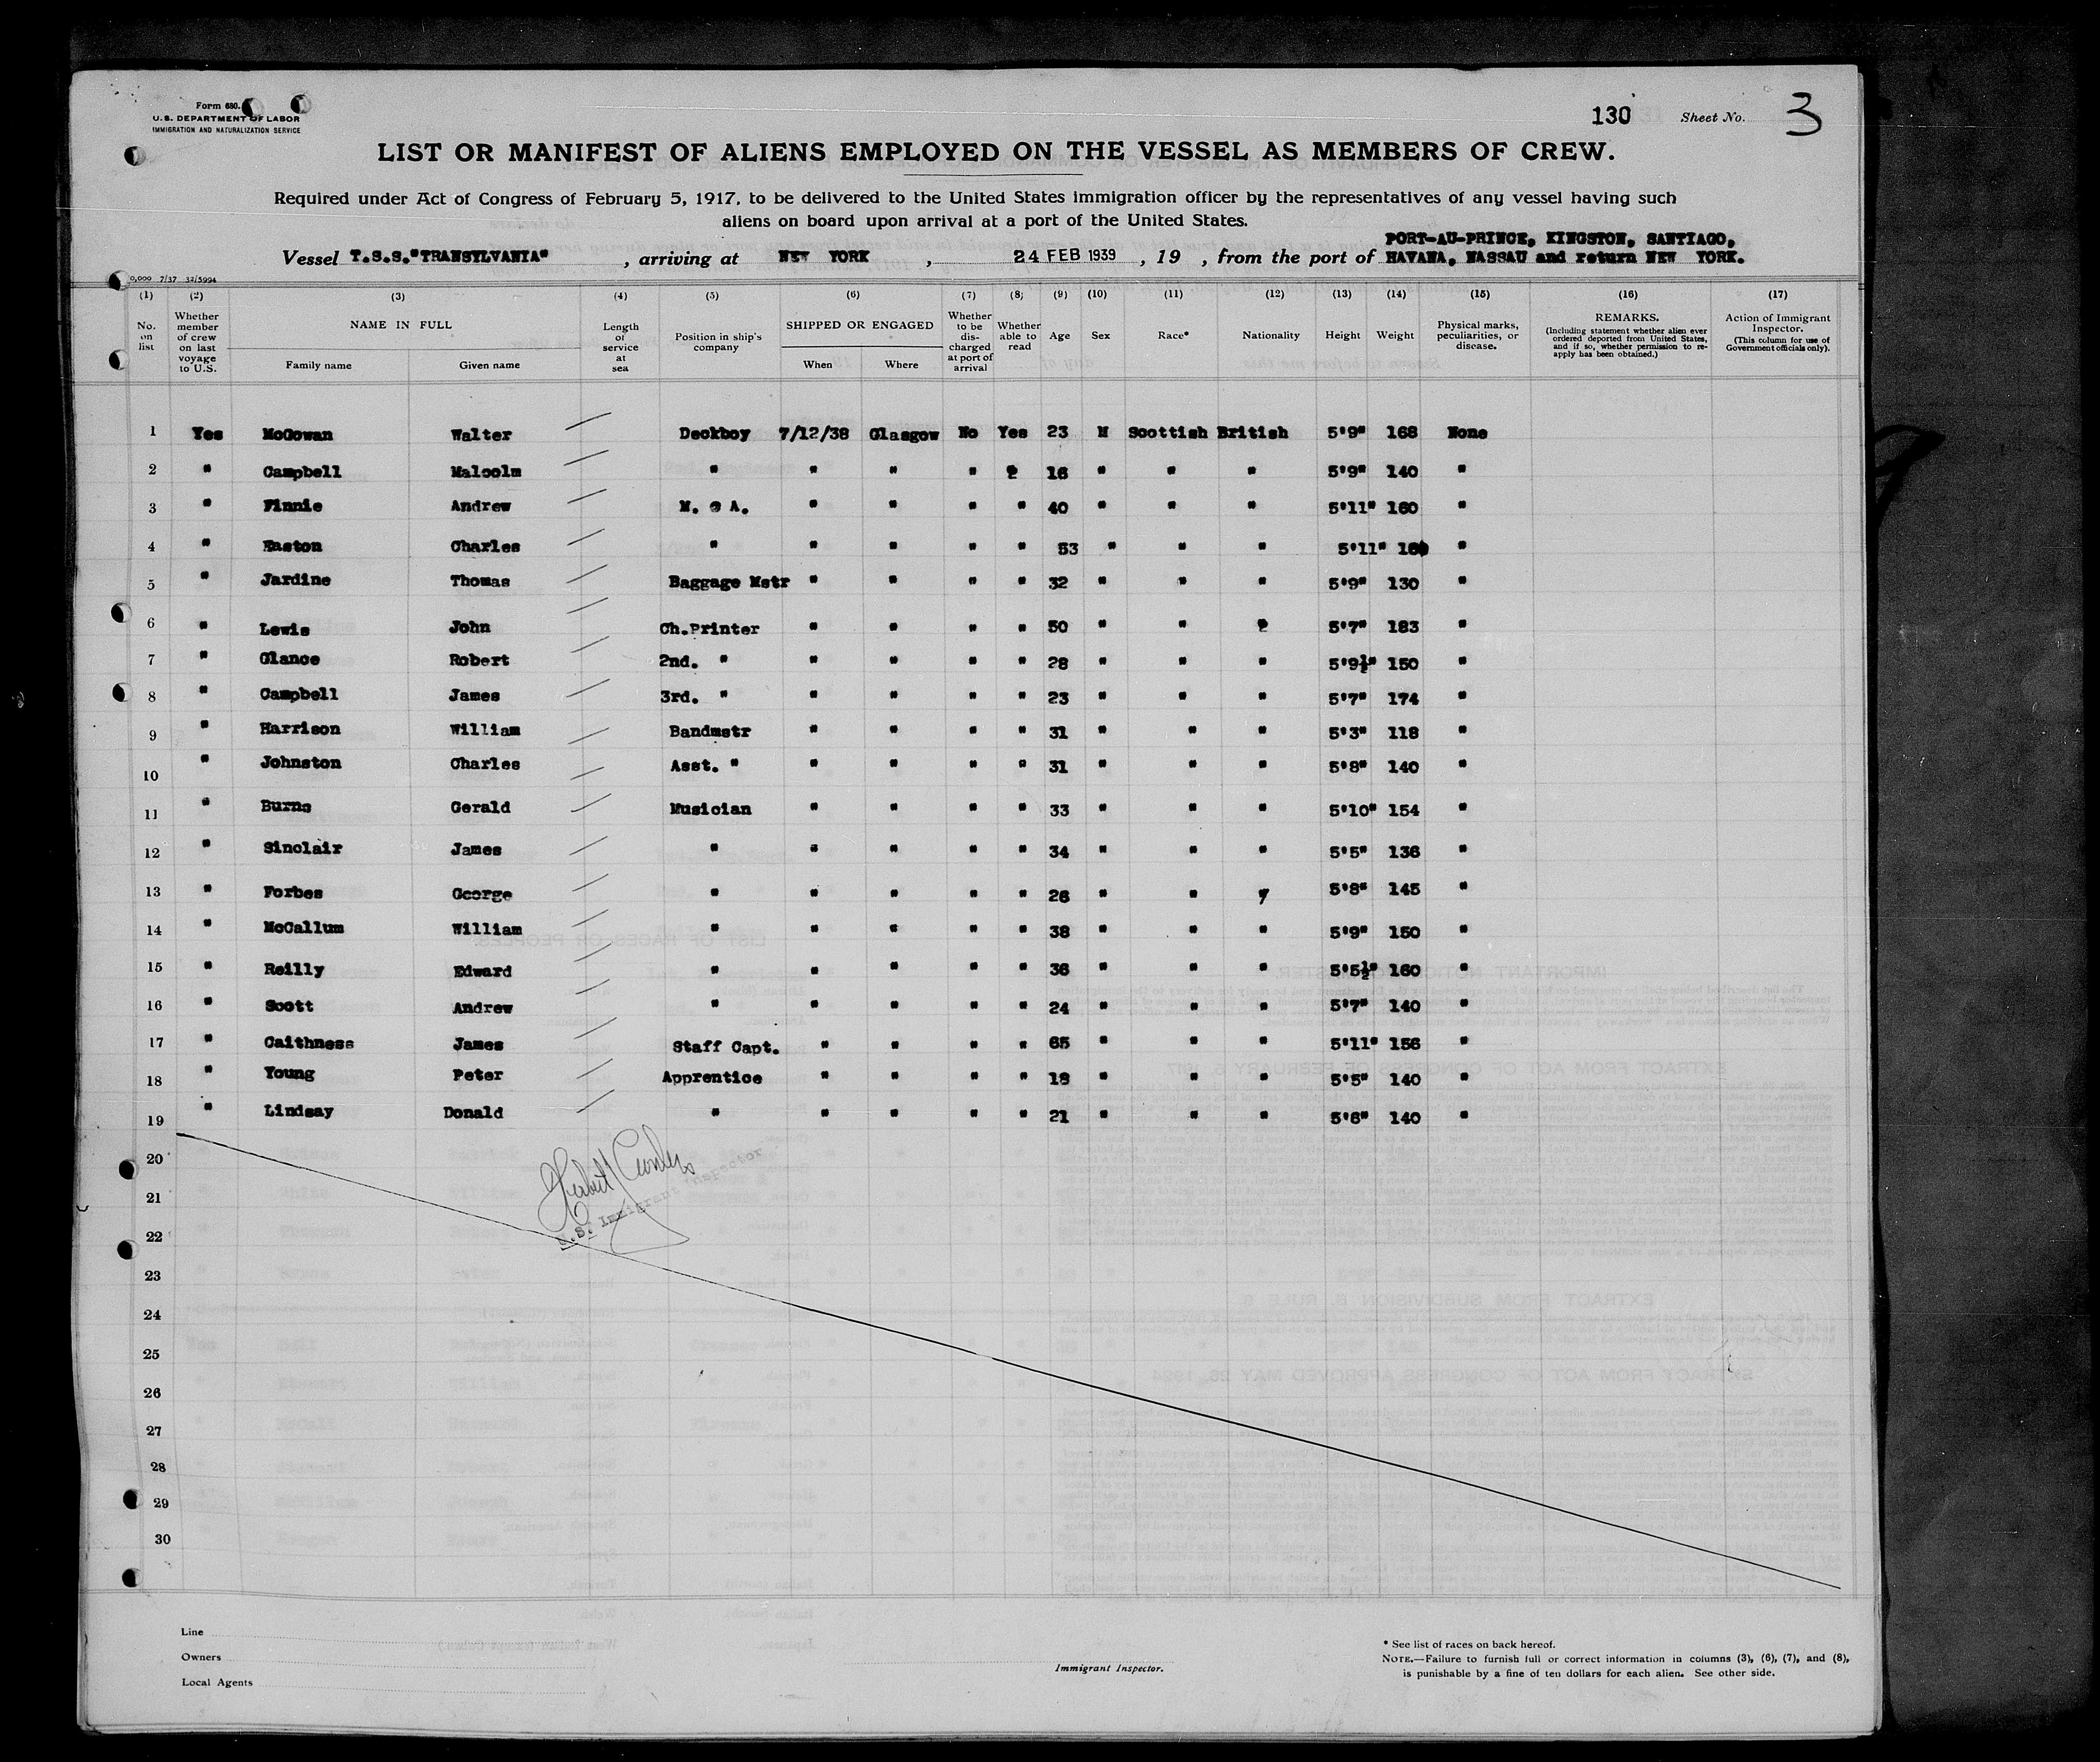 Form 680.
U.S. DEPARTMENT OF LABOR
IMMIGRATION AND NATURALIZATION SERVICE
130 Sheet No. 3
LIST OR MANIFEST OF ALIENS EMPLOYED ON THE VESSEL AS MEMBERS OF CREW.
Required under Act of Congress of February 5, 1917, to be delivered to the United States immigration officer by the representatives of any vessel having such
aliens on board upon arrival at a port of the United States.
PORT-AU-PRINCE, KINGSTON, SANTIAGO,
Vessel T.S.S."TRANSYLVANIA" , arriving at NEW YORK , 24 FEB 1939 , 19 , from the port of HAVANA, NASSAU and return NEW YORK.
0,000 7/37 32/5994
(1) (2) (3) (4) (5) (6) (7) (8) (9) (10) (11) (12) (13) (14) (15) (16) (17)
No. on list
Whether member of crew on last voyage to U.S.
NAME IN FULL
Family name Given name
Length of service at sea
Position in ship's company
SHIPPED OR ENGAGED
When Where
Whether to be discharged at port of arrival
Whether able to read
Age Sex Race* Nationality Height Weight
Physical marks, peculiarities, or disease.
REMARKS.
(Including statement whether alien ever ordered deported from United States, and if so, whether permission to reapply has been obtained.)
Action of Immigrant Inspector.
(This column for use of Government officials only).
1 Yes McGowan Walter Deckboy 7/12/38 Glasgow No Yes 23 M Scottish British 5'9" 168 None
2 " Campbell Malcolm " " " " " 16 " " " 5'9" 140 "
3 " Finnie Andrew " " " " 40 " " " 5'11" 160 "
4 " Easton Charles " " " " " 53 " " " 5'11" "
5 " Jardine Thomas Baggage Mstr " " " " 32 " " " 5'9" 130 "
6 " Lewis John Ch.Printer " " " " 50 " " " 5'7" 183 "
7 " Glance Robert 2nd. " " " " " 28 " " " 5'9½" 150 "
8 " Campbell James 3rd. " " " " " 23 " " " 5'7" 174 "
9 " Harrison William Bandmstr " " " " 31 " " " 5'3" 118 "
10 " Johnston Charles Asst. " " " " " 31 " " " 5'8" 140 "
11 " Burns Gerald Musician " " " " 33 " " " 5'10" 154 "
12 " Sinclair James " " " " " 34 " " " 5'5" 136 "
13 " Forbes George " " " " " 26 " " " 5'8" 145 "
14 " McCallum William " " " " " 38 " " " 5'9" 150 "
15 " Reilly Edward " " " " " 36 " " " 5'5½" 160 "
16 " Scott Andrew " " " " " 24 " " " 5'7" 140 "
17 " Caithness James Staff Capt. " " " " 65 " " " 5'11" 156 "
18 " Young Peter Apprentice " " " " 18 " " " 5'5" 140 "
19 " Lindsay Donald " " " " " 21 " " " 5'6" 140 "
20
21
22
23
24
25
26
27
28
29
30
U.S. Immigrant Inspector
Line
Owners
Local Agents
Immigrant Inspector.
* See list of races on back hereof.
NOTE.—Failure to furnish full or correct information in columns (3), (6), (7), and (8),
is punishable by a fine of ten dollars for each alien. See other side.